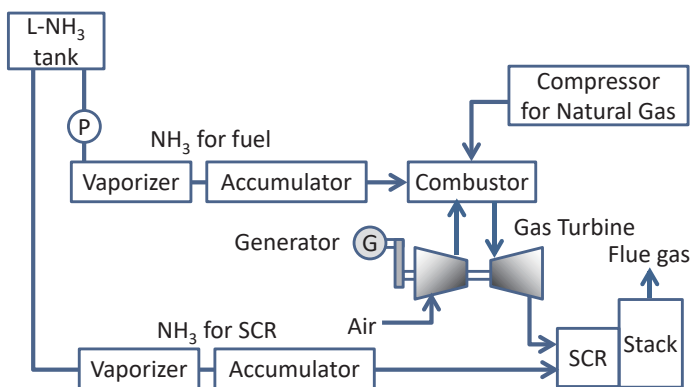 L-NH₃
tank
Compressor
for Natural Gas
P
NH₃ for fuel
Vaporizer
Accumulator
Combustor
Gas Turbine
Generator
G
Flue gas
Air
NH₃ for SCR
Stack
SCR
Vaporizer
Accumulator